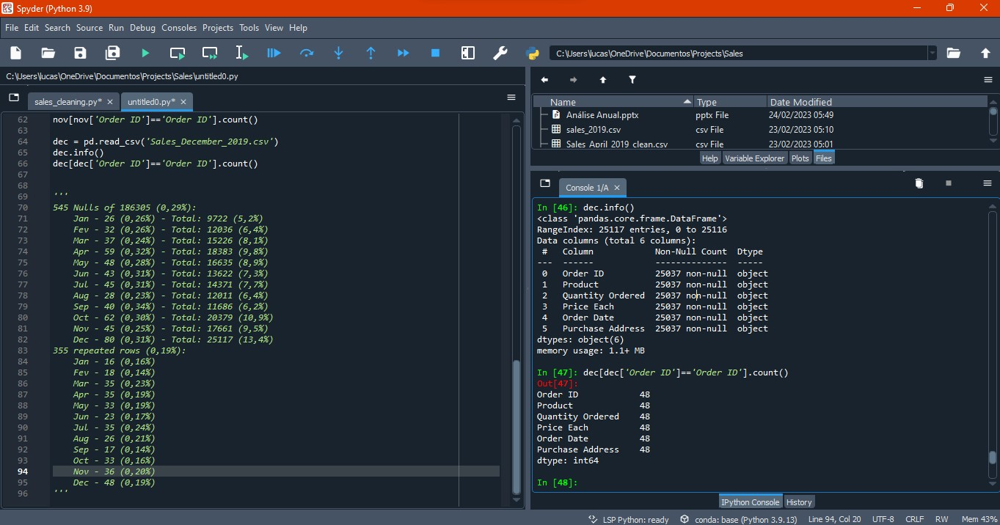 Spyder (Python 3.9)
File Edit Search Source Run Debug Consoles Projects Tools View Help
C:\Users\lucas\OneDrive\Documentos\Projects\Sales
C:\Users\lucas\OneDrive\Documentos\Projects\Sales\untitled0.py
sales_cleaning.py*
untitled0.py*
62 nov[nov['Order ID']=='Order ID'].count()
63
64 dec = pd.read_csv('Sales_December_2019.csv')
65 dec.info()
66 dec[dec['Order ID']=='Order ID'].count()
67
68
69 '''
70 545 Nulls of 186305 (0,29%):
71 Jan - 26 (0,26%) - Total: 9722 (5,2%)
72 Fev - 32 (0,26%) - Total: 12036 (6,4%)
73 Mar - 37 (0,24%) - Total: 15226 (8,1%)
74 Apr - 59 (0,32%) - Total: 18383 (9,8%)
75 May - 48 (0,28%) - Total: 16635 (8,9%)
76 Jun - 43 (0,31%) - Total: 13622 (7,3%)
77 Jul - 45 (0,31%) - Total: 14371 (7,7%)
78 Aug - 28 (0,23%) - Total: 12011 (6,4%)
79 Sep - 40 (0,34%) - Total: 11686 (6,2%)
80 Oct - 62 (0,30%) - Total: 20379 (10,9%)
81 Nov - 45 (0,25%) - Total: 17661 (9,5%)
82 Dec - 80 (0,31%) - Total: 25117 (13,4%)
83 355 repeated rows (0,19%):
84 Jan - 16 (0,16%)
85 Fev - 18 (0,14%)
86 Mar - 35 (0,23%)
87 Apr - 35 (0,19%)
88 May - 33 (0,19%)
89 Jun - 23 (0,17%)
90 Jul - 35 (0,24%)
91 Aug - 26 (0,21%)
92 Sep - 17 (0,14%)
93 Oct - 33 (0,16%)
94 Nov - 36 (0,20%)
95 Dec - 48 (0,19%)
96 '''
Name Type Date Modified
Análise Anual.pptx pptx File 24/02/2023 05:49
sales_2019.csv csv File 23/02/2023 05:10
Sales_April_2019_clean.csv csv File 23/02/2023 05:01
Help Variable Explorer Plots Files
Console 1/A
In [46]: dec.info()
<class 'pandas.core.frame.DataFrame'>
RangeIndex: 25117 entries, 0 to 25116
Data columns (total 6 columns):
# Column Non-Null Count Dtype
--- ------ -------------- -----
0 Order ID 25037 non-null object
1 Product 25037 non-null object
2 Quantity Ordered 25037 non-null object
3 Price Each 25037 non-null object
4 Order Date 25037 non-null object
5 Purchase Address 25037 non-null object
dtypes: object(6)
memory usage: 1.1+ MB
In [47]: dec[dec['Order ID']=='Order ID'].count()
Out[47]:
Order ID 48
Product 48
Quantity Ordered 48
Price Each 48
Order Date 48
Purchase Address 48
dtype: int64
In [48]:
IPython Console History
LSP Python: ready conda: base (Python 3.9.13) Line 94, Col 20 UTF-8 CRLF RW Mem 43%